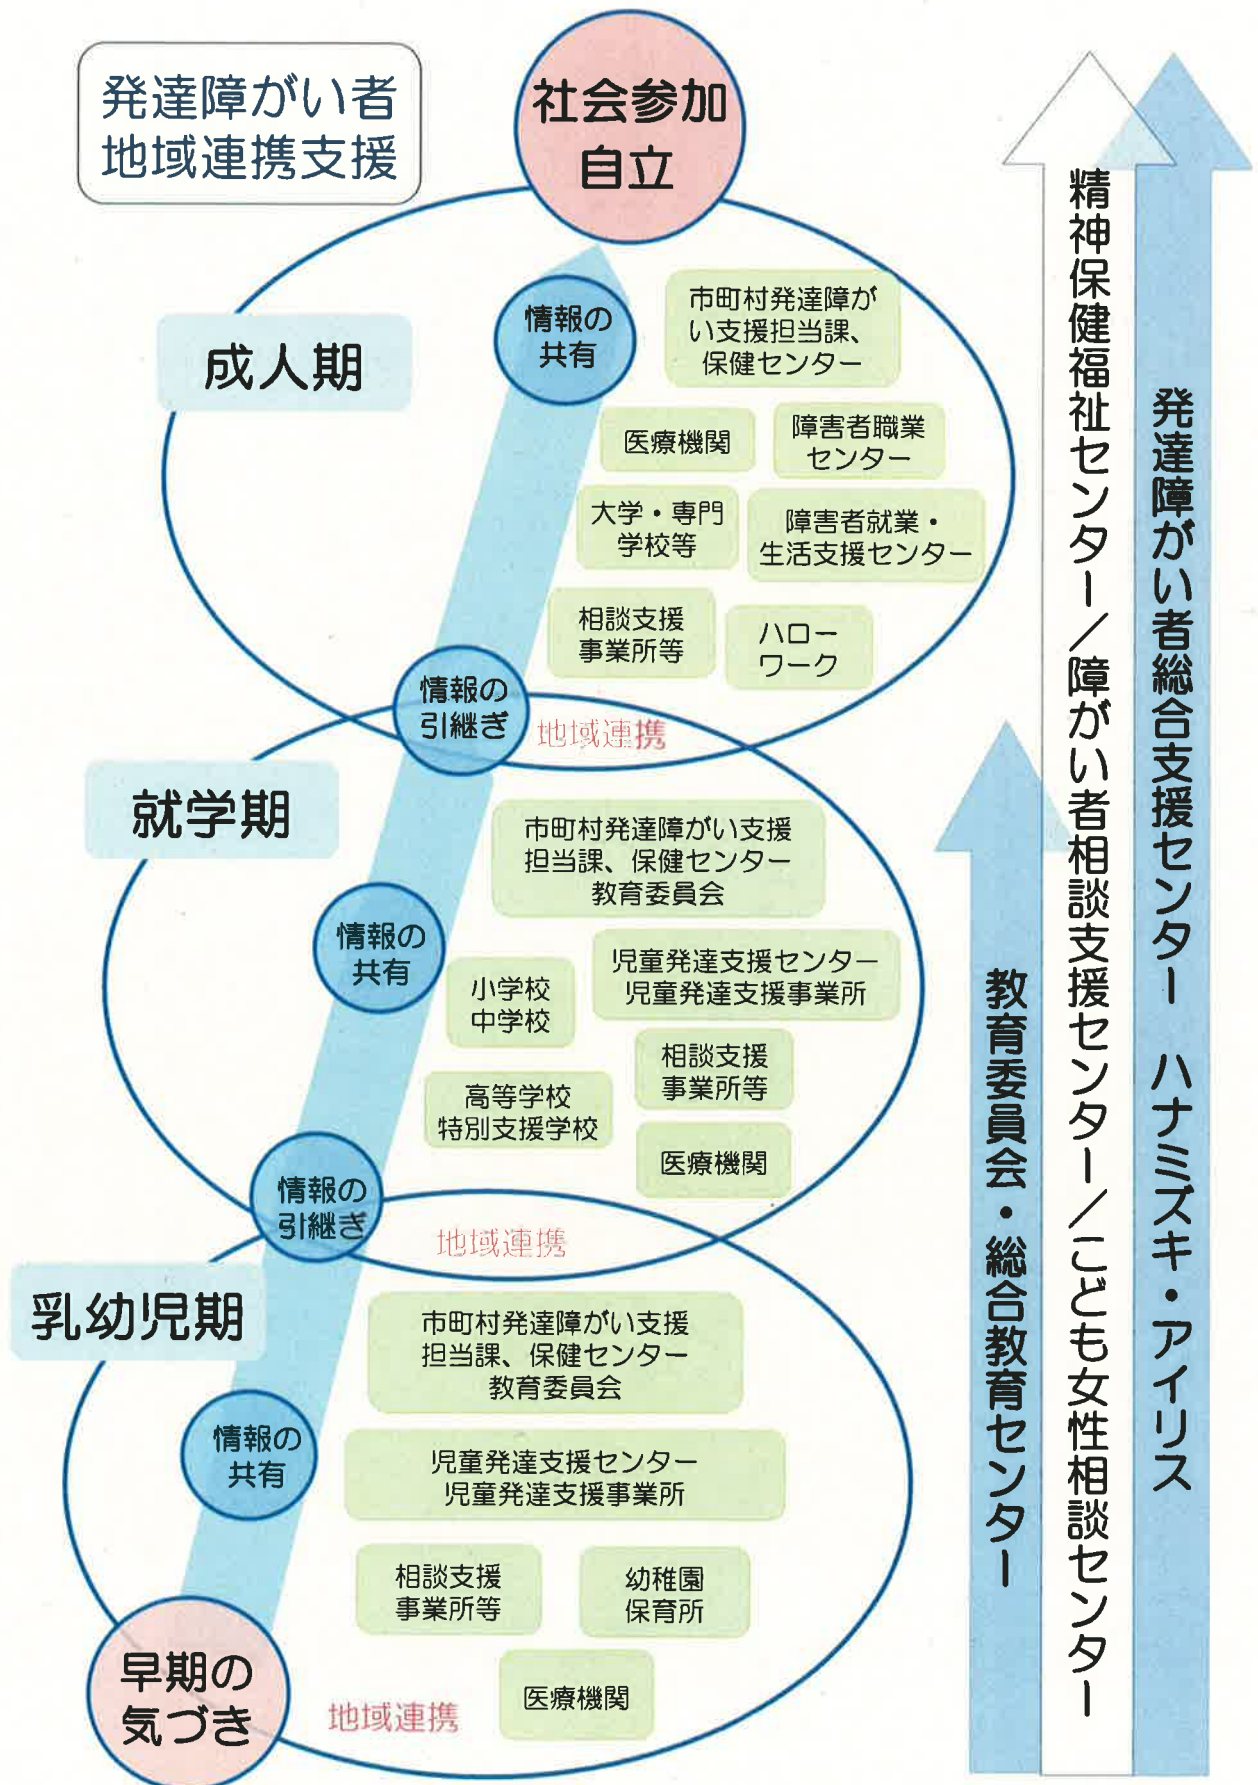 発達障がい者
地域連携支援
社会参加
自立
成人期
情報の
共有
市町村発達障が
い支援担当課、
保健センター
医療機関
障害者職業
センター
大学・専門
学校等
障害者就業・
生活支援センター
相談支援
事業所等
ハロー
ワーク
情報の
引継ぎ
地域連携
就学期
市町村発達障がい支援
担当課、保健センター
教育委員会
情報の
共有
小学校
中学校
児童発達支援センター
児童発達支援事業所
相談支援
事業所等
高等学校
特別支援学校
医療機関
情報の
引継ぎ
地域連携
乳幼児期
市町村発達障がい支援
担当課、保健センター
教育委員会
情報の
共有
児童発達支援センター
児童発達支援事業所
相談支援
事業所等
幼稚園
保育所
医療機関
早期の
気づき
地域連携
教育委員会・総合教育センター
精神保健福祉センター/障がい者相談支援センター/こども女性相談センター
発達障がい者総合支援センター ハナミズキ・アイリス